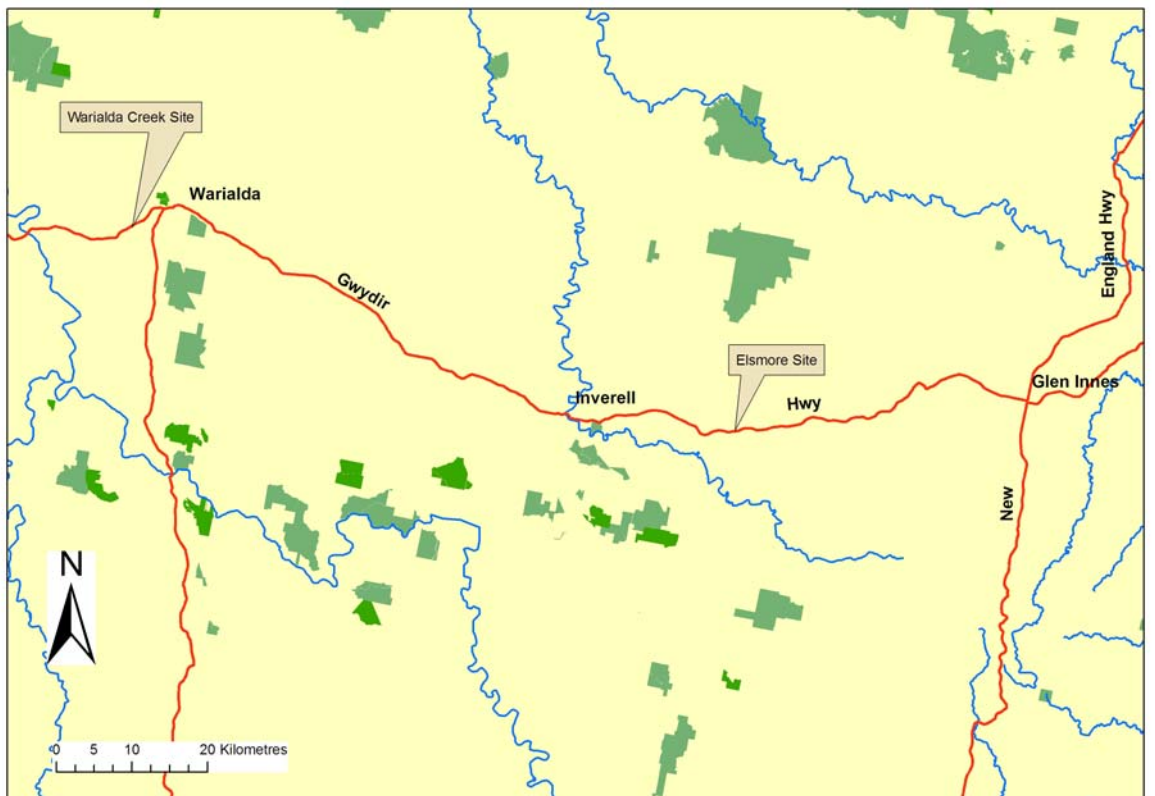 Warialda Creek Site
Warialda
England Hwy
Gwydir
Elsmore Site
Glen Innes
Inverell
Hwy
New
N
0 5 10 20 Kilometres